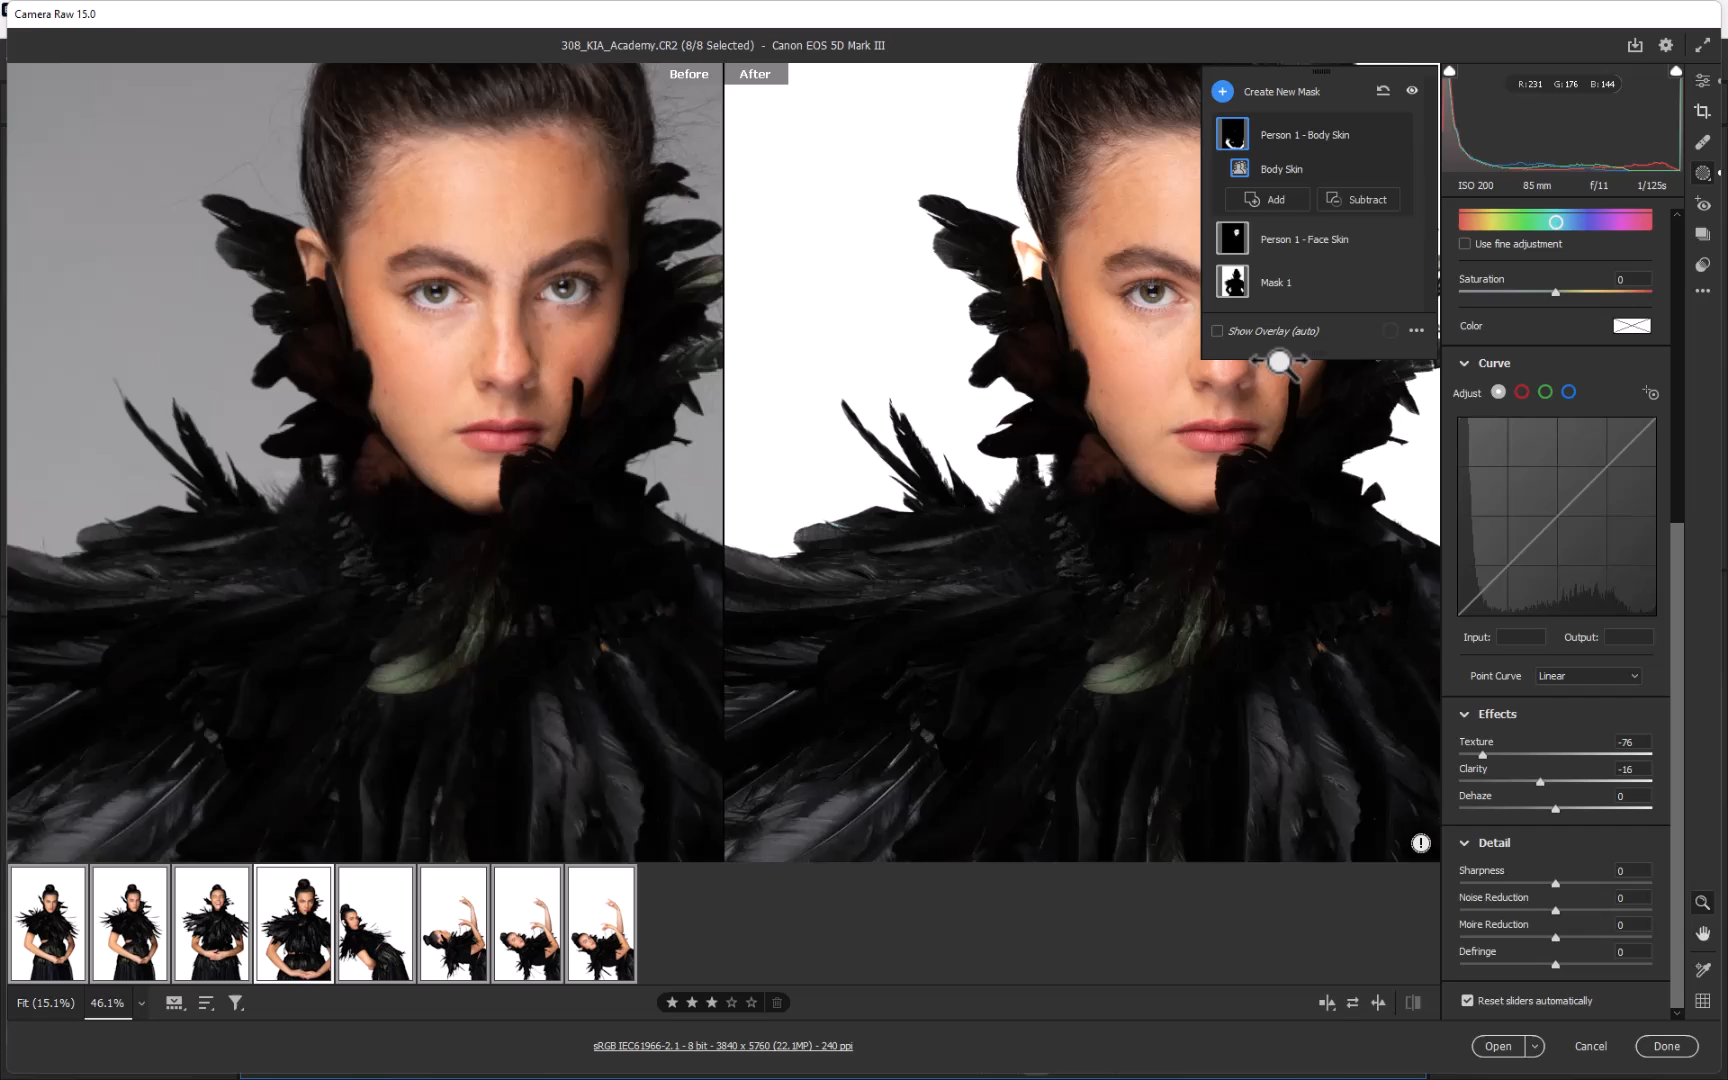 Camera Raw 15.0
308_KIA_Academy.CR2 (8/8 Selected) - Canon EOS 5D Mark III
Before
After
Create New Mask
Person 1 - Body Skin
Body Skin
Add
Subtract
Person 1 - Face Skin
Mask 1
Show Overlay (auto)
R:231 G:176 B:144
ISO 200 85 mm f/11 1/125s
Use fine adjustment
Saturation 0
Color
Curve
Adjust
Input: Output:
Point Curve Linear
Effects
Texture -76
Clarity -16
Dehaze 0
Detail
Sharpness 0
Noise Reduction 0
Moire Reduction 0
Defringe 0
Reset sliders automatically
Fit (15.1%) 46.1%
sRGB IEC61966-2.1 - 8 bit - 3840 x 5760 (22.1MP) - 240 ppi
Open
Cancel
Done